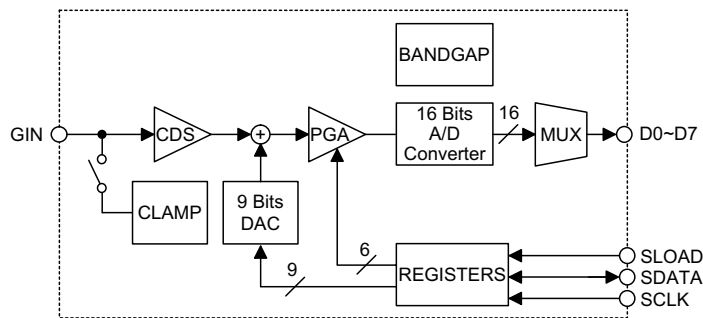 BANDGAP
GIN
CDS
+
PGA
16 Bits
A/D
Converter
16
MUX
D0~D7
CLAMP
9 Bits
DAC
6
9
REGISTERS
SLOAD
SDATA
SCLK